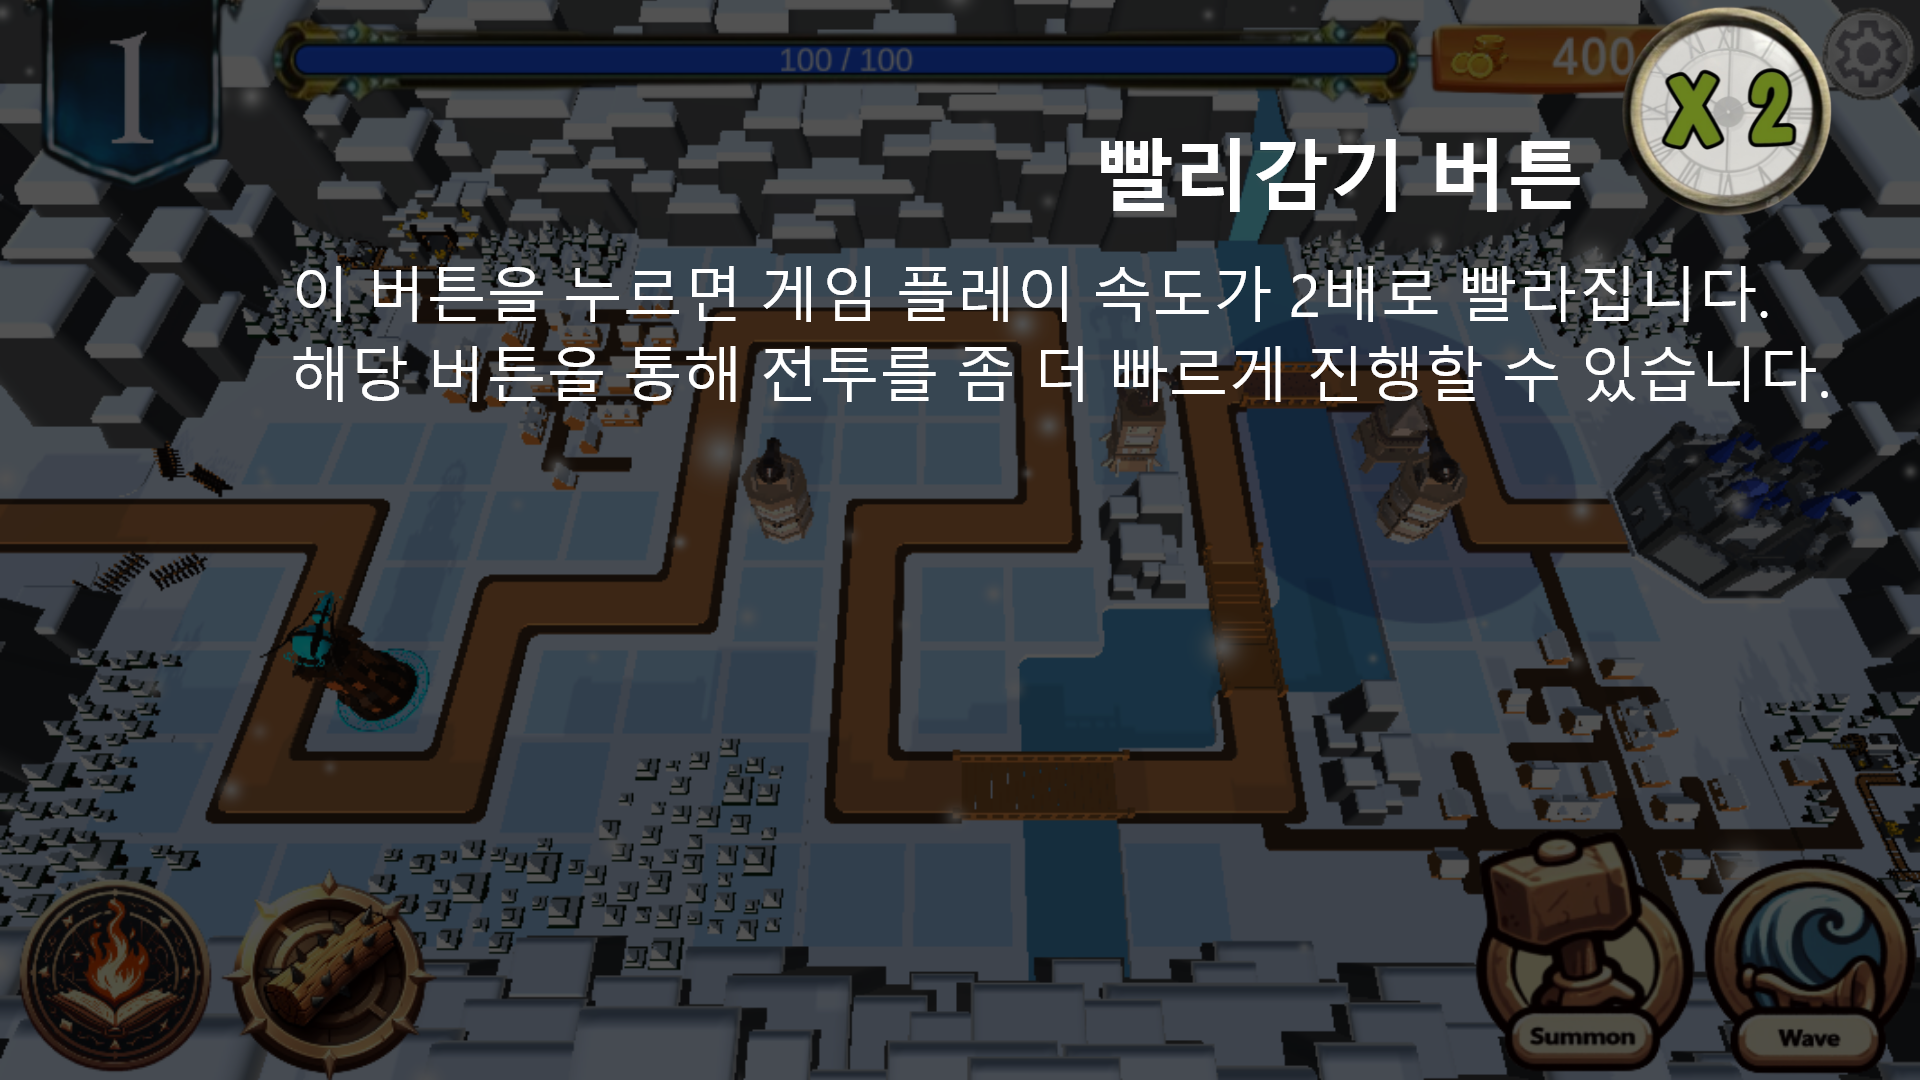 1
100 / 100
400
X 2
빨리감기 버튼
이 버튼을 누르면 게임 플레이 속도가 2배로 빨라집니다.
해당 버튼을 통해 전투를 좀 더 빠르게 진행할 수 있습니다.
Summon
Wave